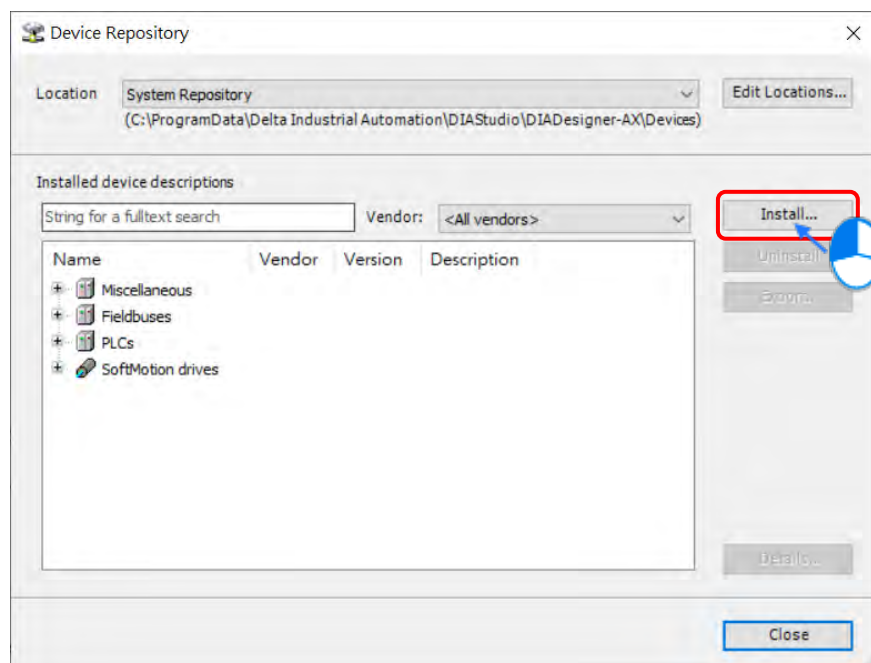 Device Repository
Location System Repository Edit Locations...
(C:\ProgramData\Delta Industrial Automation\DIAStudio\DIADesigner-AX\Devices)
Installed device descriptions
String for a fulltext search Vendor: <All vendors> Install...
Name Vendor Version Description Uninstall
Miscellaneous Export...
Fieldbuses
PLCs
SoftMotion drives
Details...
Close